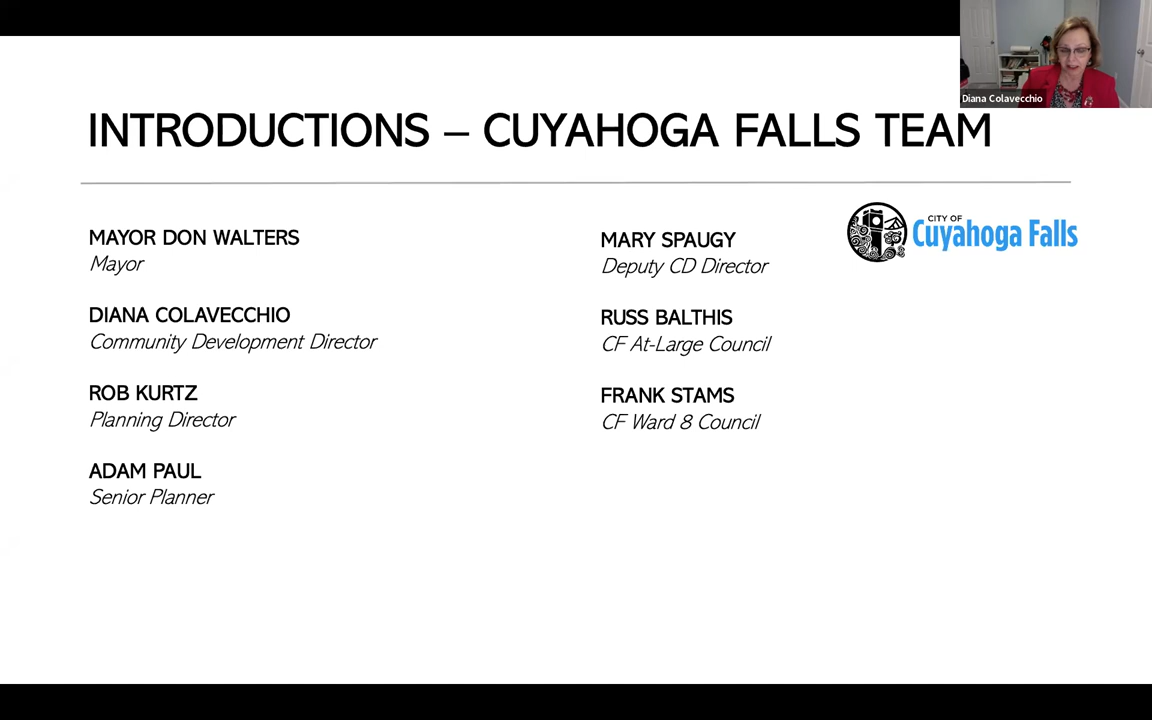 Diana Colavecchio
INTRODUCTIONS – CUYAHOGA FALLS TEAM
CITY OF
Cuyahoga Falls
MAYOR DON WALTERS
Mayor
DIANA COLAVECCHIO
Community Development Director
ROB KURTZ
Planning Director
ADAM PAUL
Senior Planner
MARY SPAUGY
Deputy CD Director
RUSS BALTHIS
CF At-Large Council
FRANK STAMS
CF Ward 8 Council